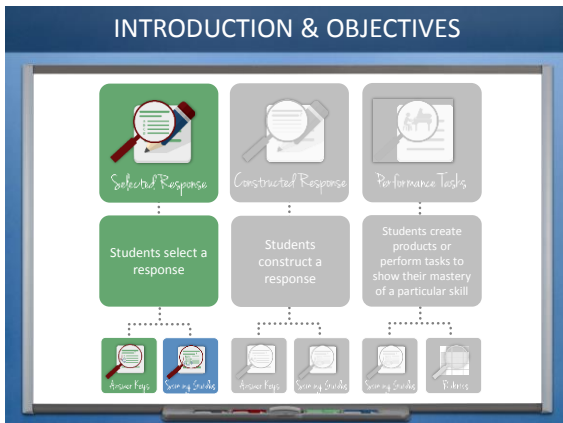 INTRODUCTION & OBJECTIVES
Selected Response
Constructed Response
Performance Tasks
Students select a
response
Students
construct a
response
Students create
products or
perform tasks to
show their mastery
of a particular skill
Answer Keys
Scoring Guides
Answer Keys
Scoring Guides
Scoring Guides
Rubrics